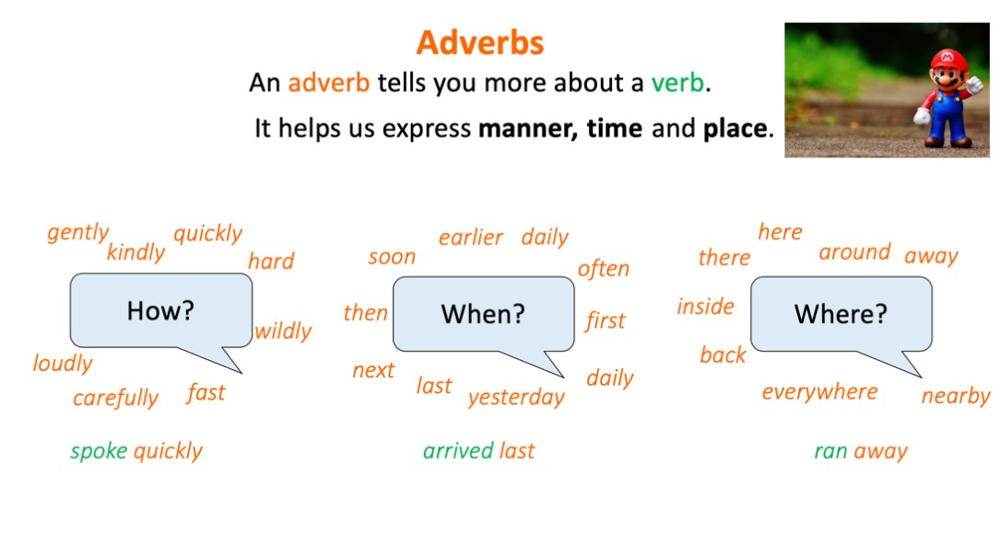 Adverbs
An adverb tells you more about a verb.
It helps us express manner, time and place.
gently
kindly
quickly
hard
How?
wildly
loudly
carefully
fast
spoke quickly
soon
earlier
daily
often
then
When?
first
next
last
yesterday
daily
arrived last
here
there
around
away
inside
Where?
back
everywhere
nearby
ran away
M